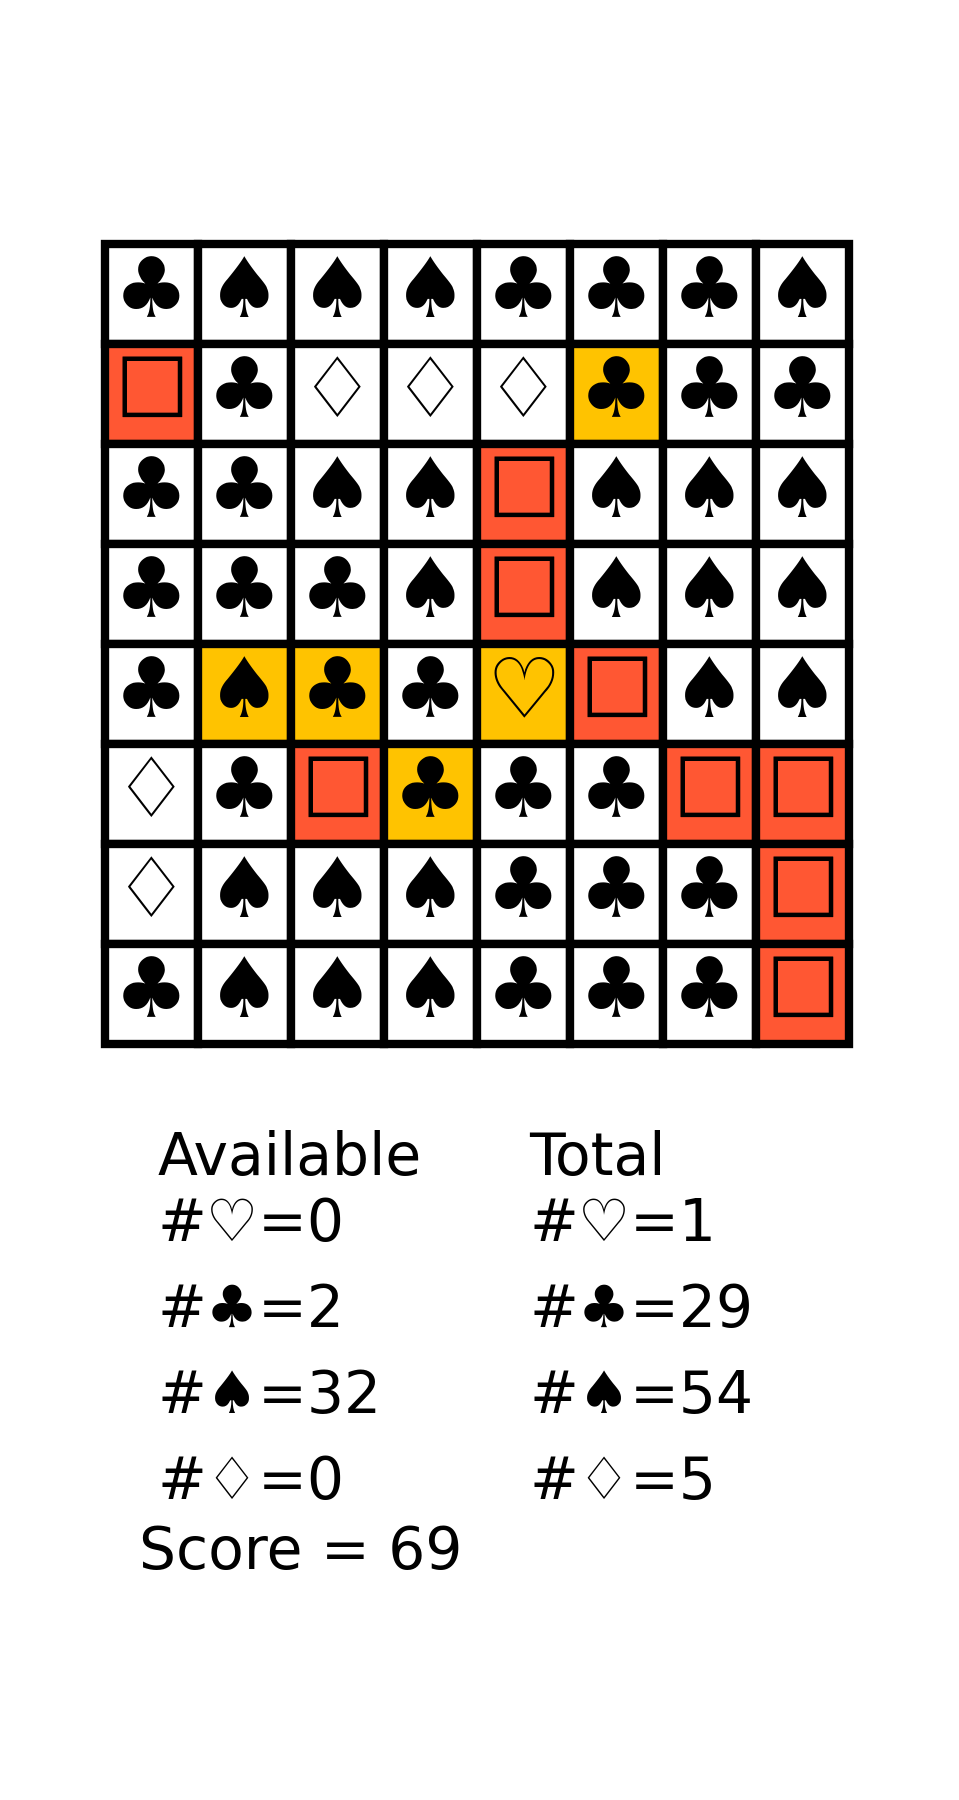 ♣ ♠ ♠ ♠ ♣ ♣ ♣ ♠
□ ♣ ♢ ♢ ♢ ♣ ♣ ♣
♣ ♣ ♠ ♠ □ ♠ ♠ ♠
♣ ♣ ♣ ♠ □ ♠ ♠ ♠
♣ ♠ ♣ ♣ ♡ □ ♠ ♠
♢ ♣ □ ♣ ♣ ♣ □ □
♢ ♠ ♠ ♠ ♣ ♣ ♣ □
♣ ♠ ♠ ♠ ♣ ♣ ♣ □
Available Total
#♡=0 #♡=1
#♣=2 #♣=29
#♠=32 #♠=54
#♢=0 #♢=5
Score = 69